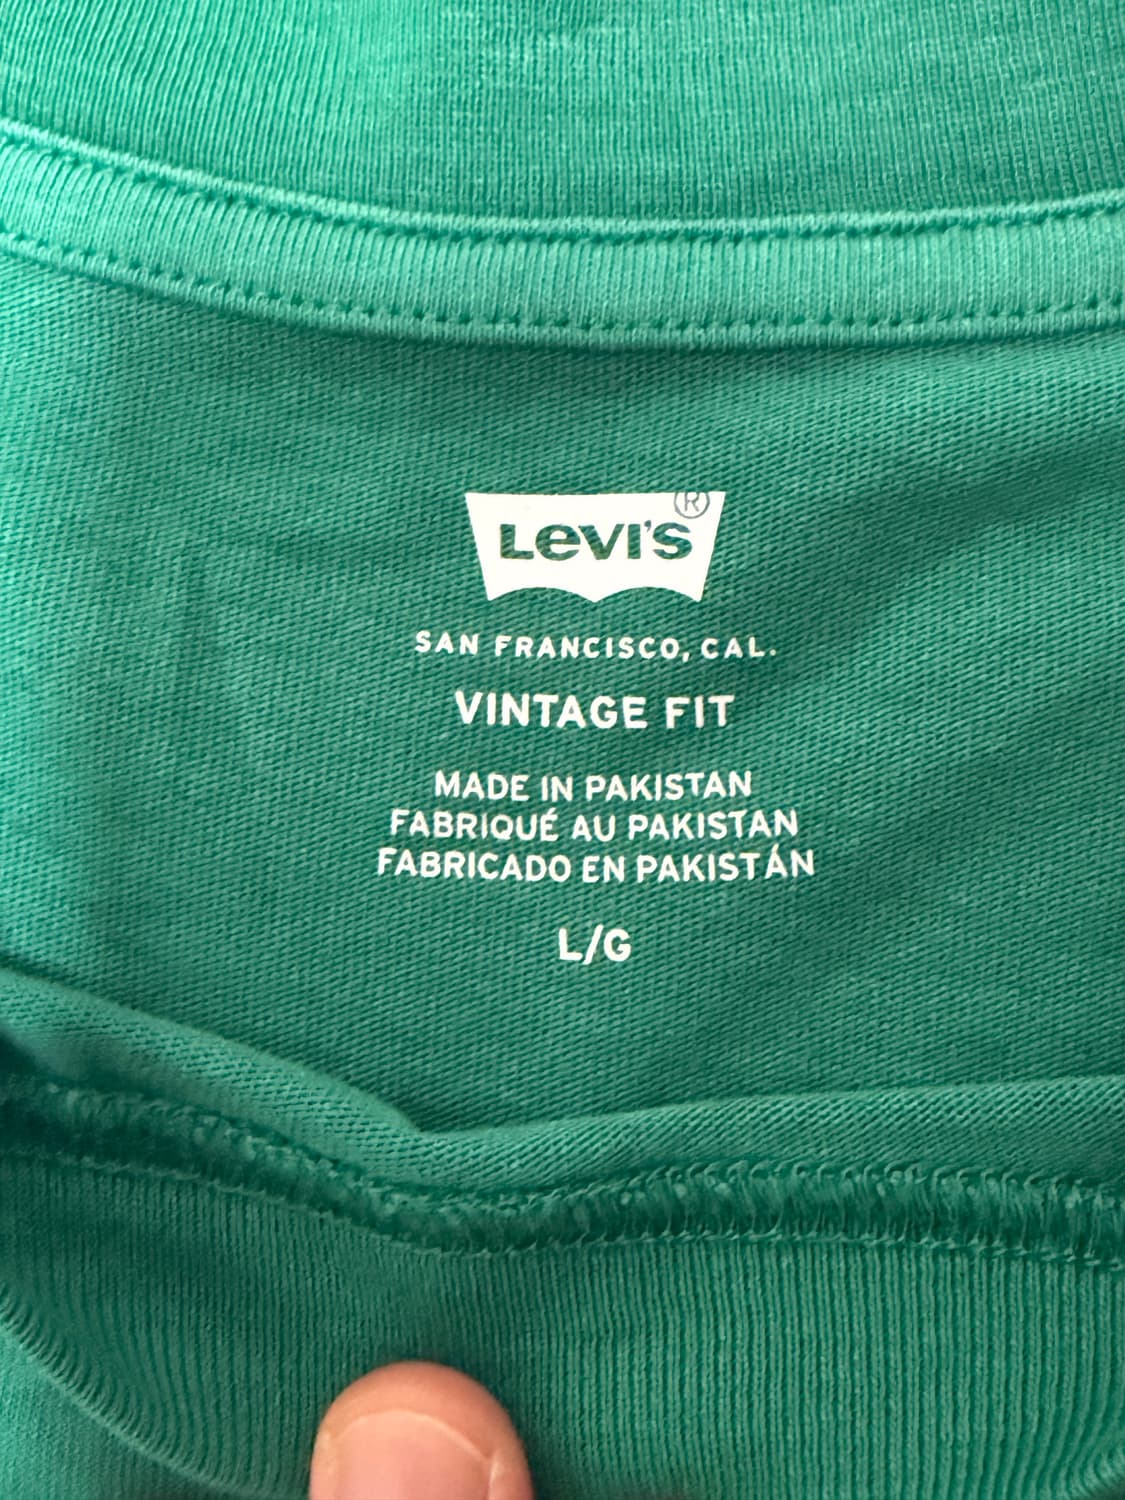 LEVI'S®
SAN FRANCISCO, CAL.
VINTAGE FIT
MADE IN PAKISTAN
FABRIQUÉ AU PAKISTAN
FABRICADO EN PAKISTÁN
L/G